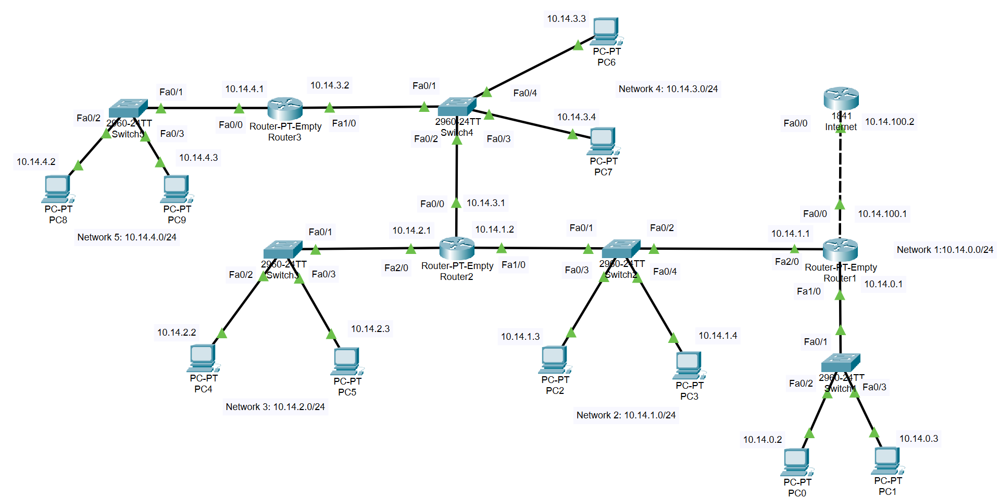 10.14.3.3
PC-PT
PC6
Fa0/1
10.14.4.1
10.14.3.2
Fa0/1
Fa0/4
Network 4: 10.14.3.0/24
Fa0/2
2960-24TT
Switch5
Fa0/3
Fa0/0
Router-PT-Empty
Router3
Fa1/0
2960-24TT
Switch4
Fa0/2
Fa0/3
10.14.3.4
PC-PT
PC7
Fa0/0
1841
Internet
10.14.100.2
10.14.4.2
10.14.4.3
PC-PT
PC8
PC-PT
PC9
Network 5: 10.14.4.0/24
Fa0/0
10.14.3.1
Fa0/0
10.14.100.1
Fa0/1
10.14.2.1
10.14.1.2
Fa0/1
Fa0/2
10.14.1.1
Network 1:10.14.0.0/24
2960-24TT
Switch3
Fa0/2
Fa0/3
Fa2/0
Router-PT-Empty
Router2
Fa1/0
2960-24TT
Switch2
Fa0/3
Fa0/4
Fa2/0
Router-PT-Empty
Router1
10.14.0.1
Fa1/0
10.14.2.2
10.14.2.3
10.14.1.3
10.14.1.4
Fa0/1
PC-PT
PC4
PC-PT
PC5
PC-PT
PC2
PC-PT
PC3
2960-24TT
Switch1
Fa0/2
Fa0/3
Network 3: 10.14.2.0/24
Network 2: 10.14.1.0/24
10.14.0.2
10.14.0.3
PC-PT
PC0
PC-PT
PC1